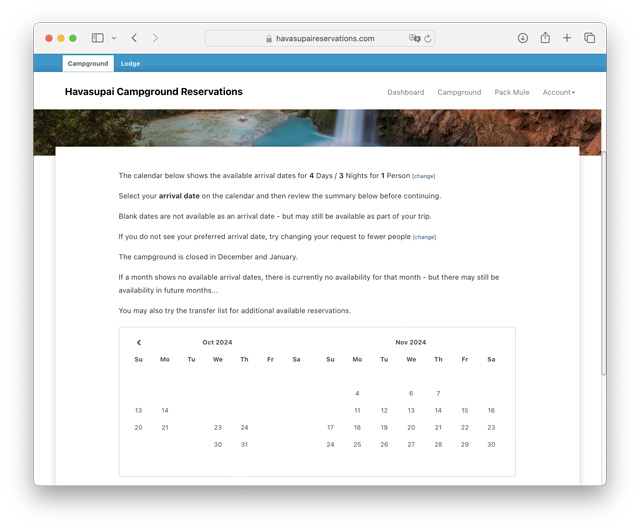 havasupaireservations.com
Campground Lodge
Havasupai Campground Reservations Dashboard Campground Pack Mule Account
The calendar below shows the available arrival dates for 4 Days / 3 Nights for 1 Person [change]
Select your arrival date on the calendar and then review the summary below before continuing.
Blank dates are not available as an arrival date - but may still be available as part of your trip.
If you do not see your preferred arrival date, try changing your request to fewer people [change]
The campground is closed in December and January.
If a month shows no available arrival dates, there is currently no availability for that month - but there may still be
availability in future months...
You may also try the transfer list for additional available reservations.
Oct 2024 Nov 2024
Su Mo Tu We Th Fr Sa Su Mo Tu We Th Fr Sa
4 6 7
13 14 11 12 13 14 15 16
20 21 23 24 17 18 19 20 21 22 23
30 31 24 25 26 27 28 29 30